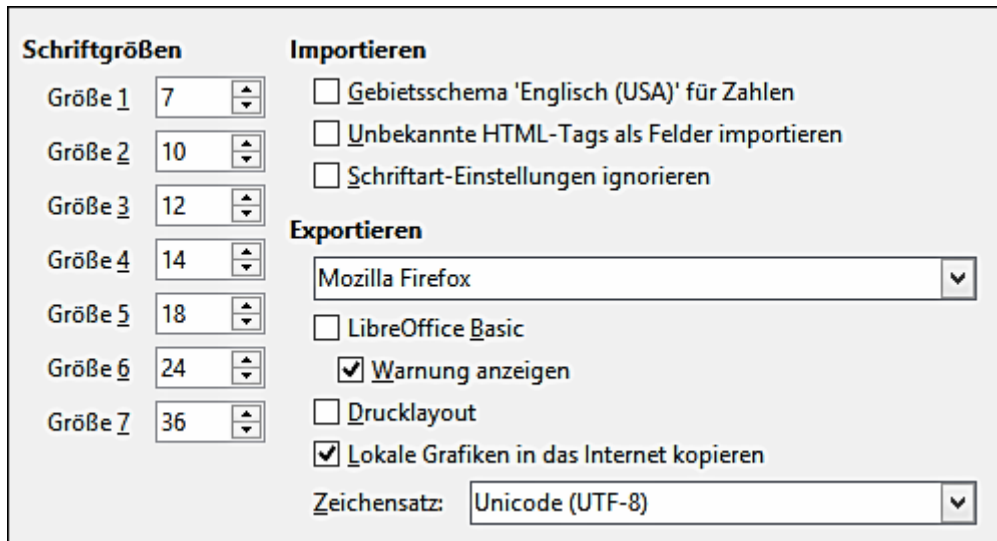 Schriftgrößen
Größe 1 7
Größe 2 10
Größe 3 12
Größe 4 14
Größe 5 18
Größe 6 24
Größe 7 36
Importieren
Gebietsschema 'Englisch (USA)' für Zahlen
Unbekannte HTML-Tags als Felder importieren
Schriftart-Einstellungen ignorieren
Exportieren
Mozilla Firefox
LibreOffice Basic
Warnung anzeigen
Drucklayout
Lokale Grafiken in das Internet kopieren
Zeichensatz: Unicode (UTF-8)